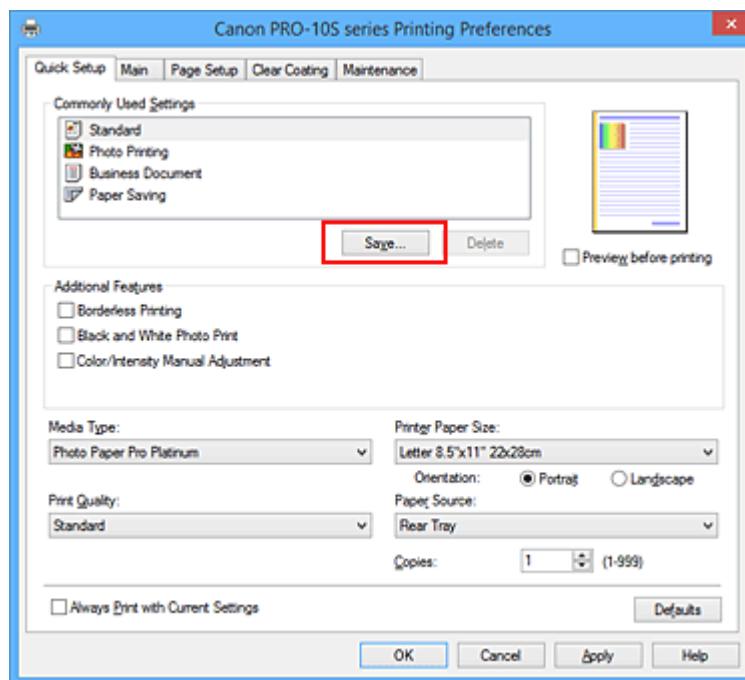 Canon PRO-10S series Printing Preferences
Quick Setup Main Page Setup Clear Coating Maintenance
Commonly Used Settings
Standard
Photo Printing
Business Document
Paper Saving
Save... Delete
Preview before printing
Additional Features
Borderless Printing
Black and White Photo Print
Color/Intensity Manual Adjustment
Media Type:
Photo Paper Pro Platinum
Printer Paper Size:
Letter 8.5"x11" 22x28cm
Orientation: Portrait Landscape
Print Quality:
Standard
Paper Source:
Rear Tray
Copies: 1 (1-999)
Always Print with Current Settings
Defaults
OK Cancel Apply Help